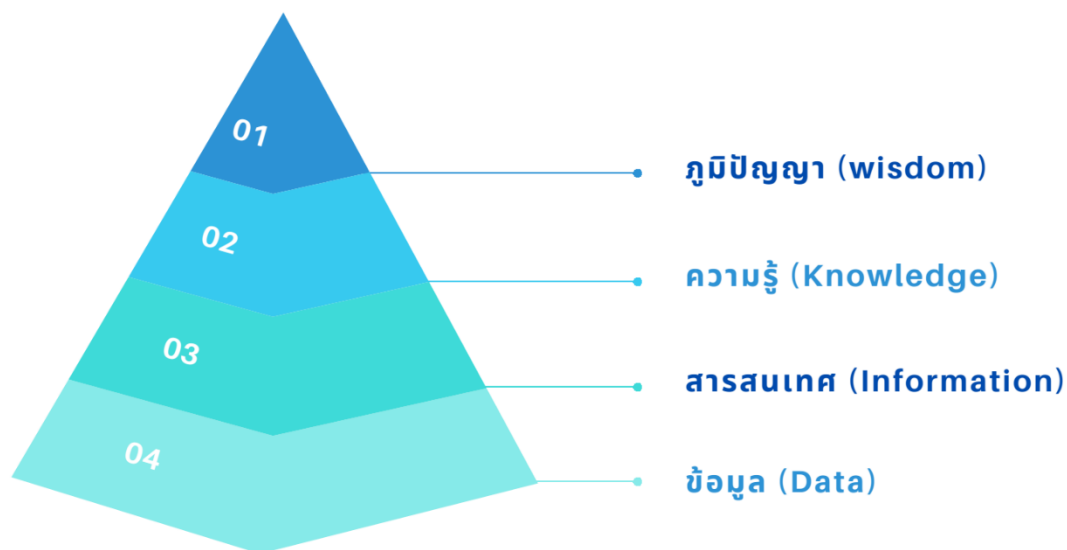 01
ภูมิปัญญา (wisdom)
02
ความรู้ (Knowledge)
03
สารสนเทศ (Information)
04
ข้อมูล (Data)